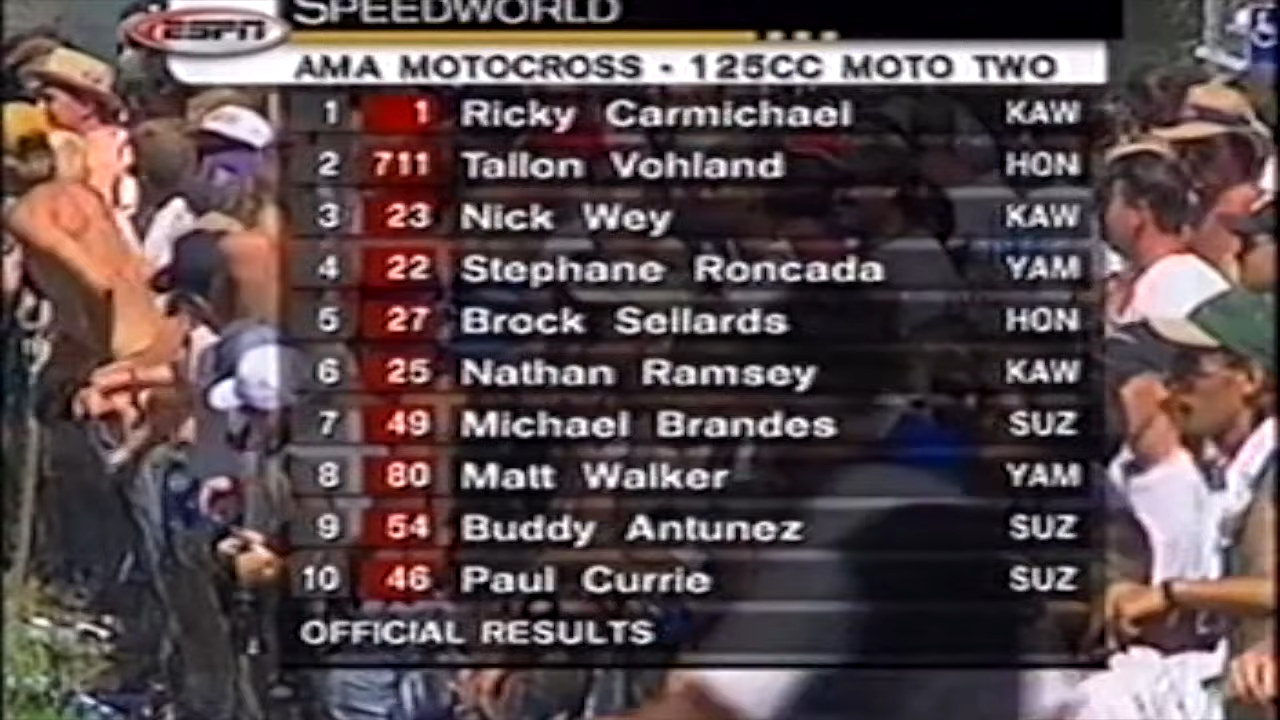 SPEEDWORLD
ESPN
AMA MOTOCROSS - 125CC MOTO TWO
1 1 Ricky Carmichael KAW
2 711 Tallon Vohland HON
3 23 Nick Wey KAW
4 22 Stephane Roncada YAM
5 27 Brock Sellards HON
6 25 Nathan Ramsey KAW
7 49 Michael Brandes SUZ
8 80 Matt Walker YAM
9 54 Buddy Antunez SUZ
10 46 Paul Currie SUZ
OFFICIAL RESULTS